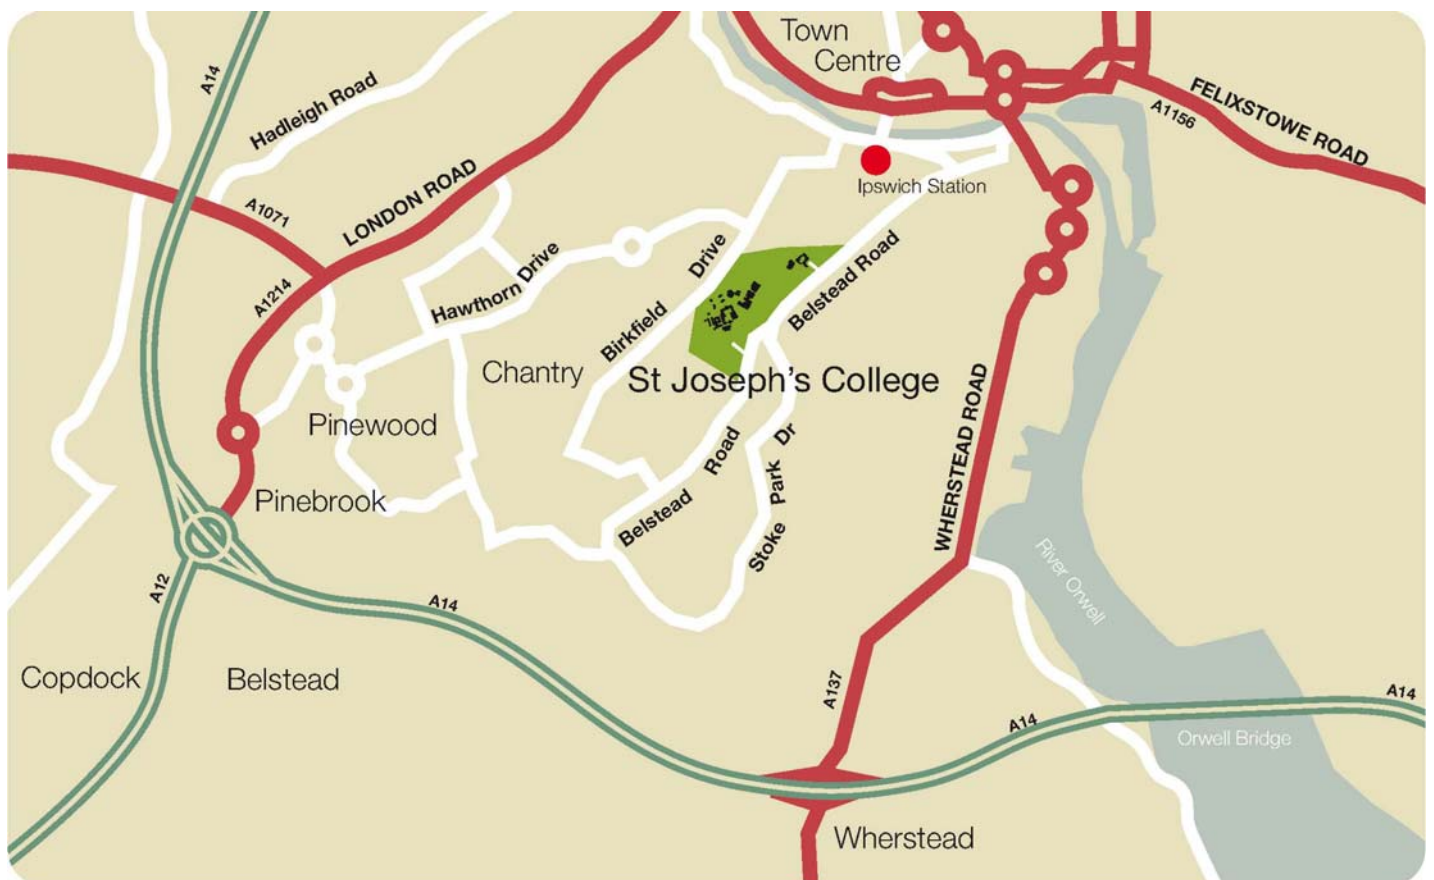 Town
Centre
A14
Hadleigh Road
FELIXSTOWE ROAD
A1156
Ipswich Station
LONDON ROAD
A1071
A1214
Hawthorn Drive
Birkfield Drive
Belstead Road
Chantry
St Joseph's College
Pinewood
WHERSTEAD ROAD
Belstead Road
Stoke Park Dr
Pinebrook
River Orwell
A12
A14
Copdock
Belstead
A137
A14
A14
Orwell Bridge
Wherstead